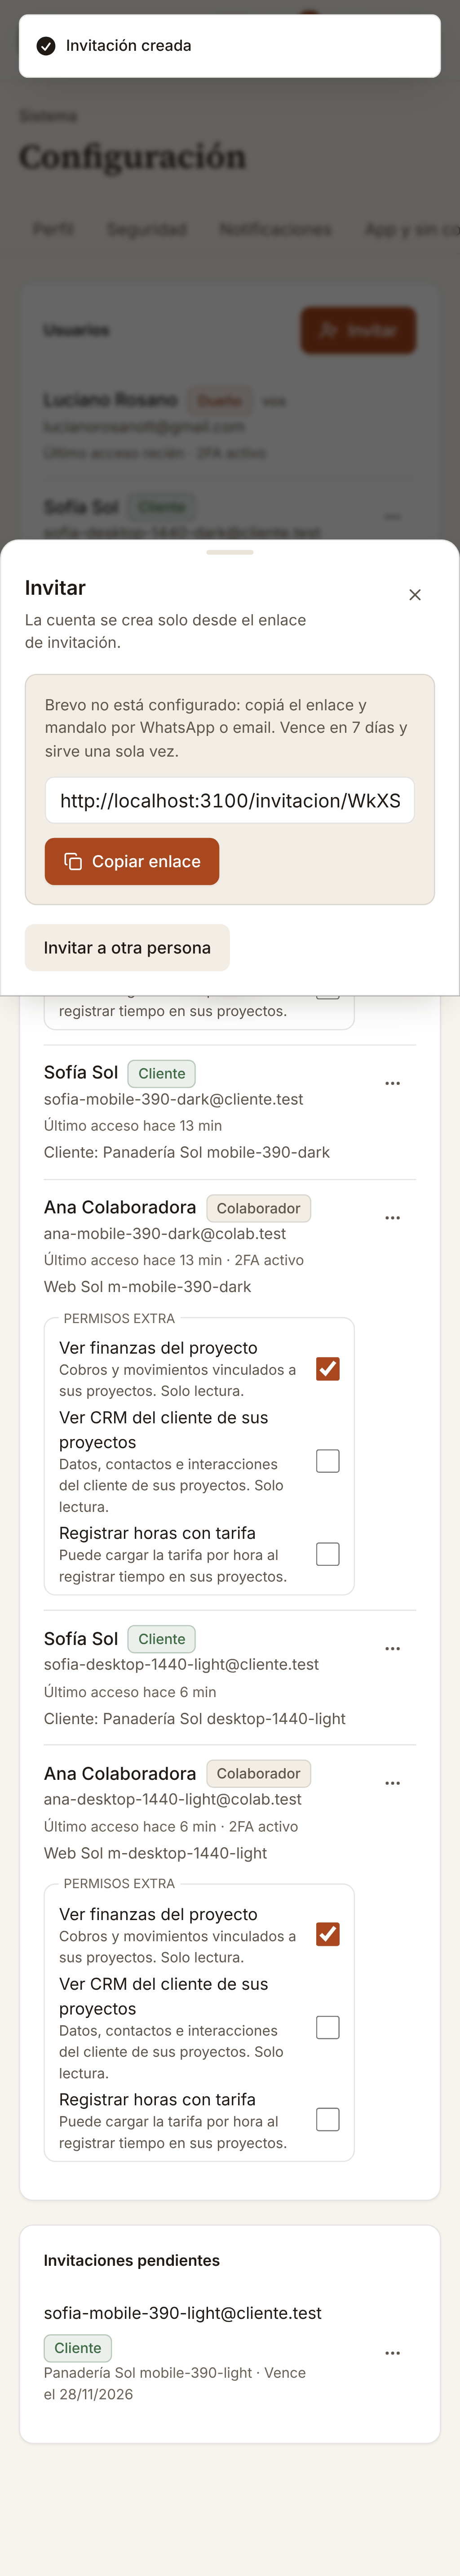 Invitación creada
Sistema
Configuración
Perfil Seguridad Notificaciones App y sin co
Usuarios
Invitar
Luciano Rosano Dueño vos
lucianorosanott@gmail.com
Último acceso recién · 2FA activo
Sofía Sol Cliente
sofia-desktop-1440-dark@cliente.test
Invitar
La cuenta se crea solo desde el enlace
de invitación.
Brevo no está configurado: copiá el enlace y
mandalo por WhatsApp o email. Vence en 7 días y
sirve una sola vez.
http://localhost:3100/invitacion/WkXS
Copiar enlace
Invitar a otra persona
registrar tiempo en sus proyectos.
Sofía Sol Cliente
sofia-mobile-390-dark@cliente.test
Último acceso hace 13 min
Cliente: Panadería Sol mobile-390-dark
Ana Colaboradora Colaborador
ana-mobile-390-dark@colab.test
Último acceso hace 13 min · 2FA activo
Web Sol m-mobile-390-dark
PERMISOS EXTRA
Ver finanzas del proyecto
Cobros y movimientos vinculados a
sus proyectos. Solo lectura.
Ver CRM del cliente de sus
proyectos
Datos, contactos e interacciones
del cliente de sus proyectos. Solo
lectura.
Registrar horas con tarifa
Puede cargar la tarifa por hora al
registrar tiempo en sus proyectos.
Sofía Sol Cliente
sofia-desktop-1440-light@cliente.test
Último acceso hace 6 min
Cliente: Panadería Sol desktop-1440-light
Ana Colaboradora Colaborador
ana-desktop-1440-light@colab.test
Último acceso hace 6 min · 2FA activo
Web Sol m-desktop-1440-light
PERMISOS EXTRA
Ver finanzas del proyecto
Cobros y movimientos vinculados a
sus proyectos. Solo lectura.
Ver CRM del cliente de sus
proyectos
Datos, contactos e interacciones
del cliente de sus proyectos. Solo
lectura.
Registrar horas con tarifa
Puede cargar la tarifa por hora al
registrar tiempo en sus proyectos.
Invitaciones pendientes
sofia-mobile-390-light@cliente.test
Cliente
Panadería Sol mobile-390-light · Vence
el 28/11/2026